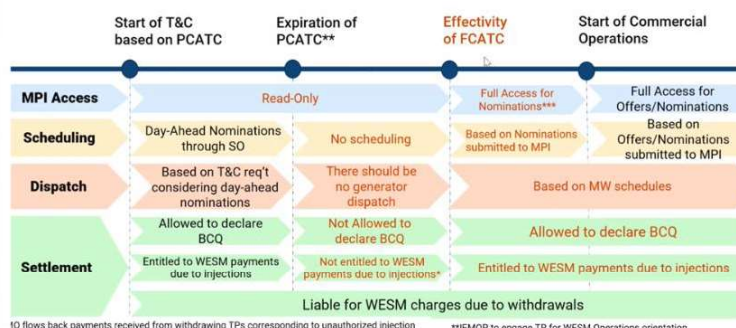 Start of T&C
based on PCATC
Expiration of
PCATC**
Effectivity
of FCATC
Start of Commercial
Operations
MPI Access
Read-Only
Full Access for
Nominations***
Full Access for
Offers/Nominations
Scheduling
Day-Ahead Nominations
through SO
No scheduling
Based on Nominations
submitted to MPI
Based on
Offers/Nominations
submitted to MPI
Dispatch
Based on T&C req't
considering day-ahead
nominations
There should be
no generator
dispatch
Based on MW schedules
Settlement
Allowed to declare
BCQ
Not Allowed to
declare BCQ
Allowed to declare BCQ
Entitled to WESM payments
due to injections
Not entitled to WESM
payments due to injections*
Entitled to WESM payments due to injections
Liable for WESM charges due to withdrawals
flows back payments received from withdrawing TPs corresponding to unauthorized injection
**IEMOP to engage TP for WESM Operations orientation